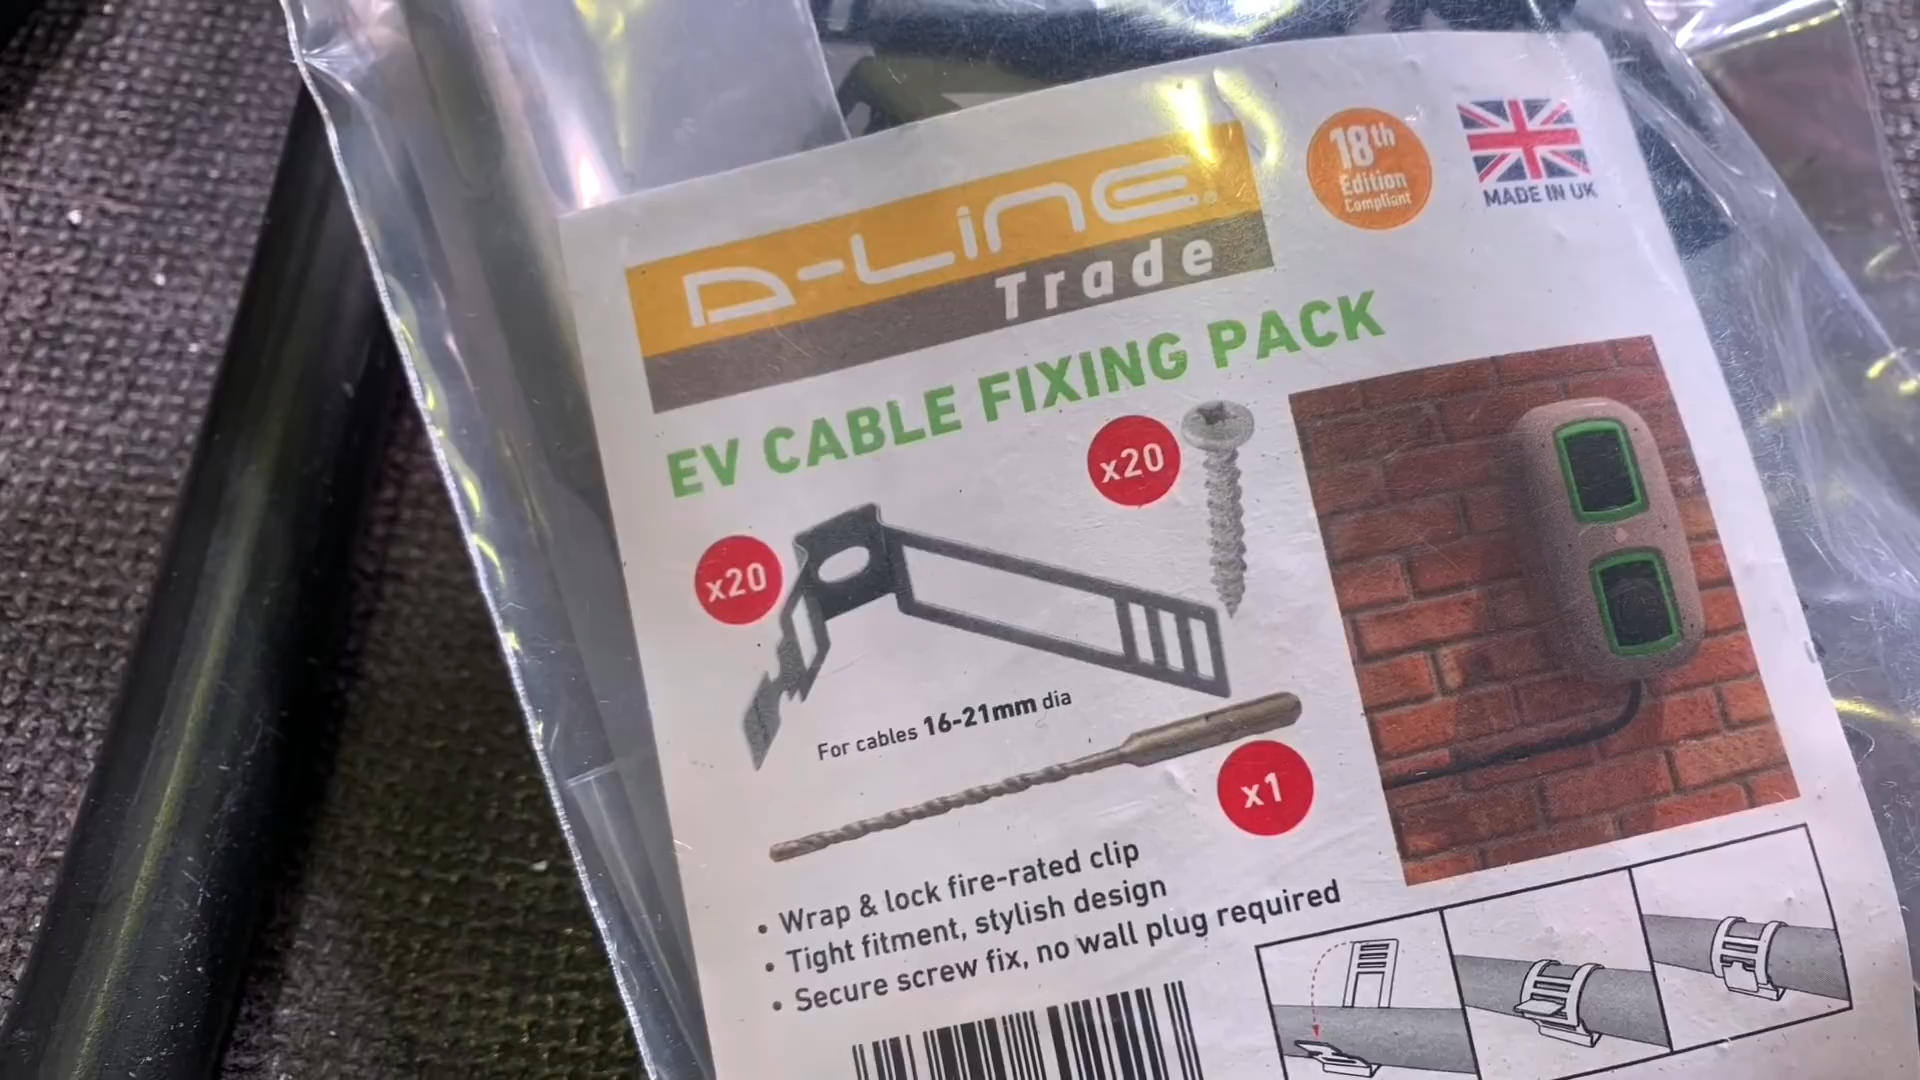 D-Line
Trade
18th
Edition
Compliant
MADE IN UK
EV CABLE FIXING PACK
x20
x20
For cables 16-21mm dia
x1
• Wrap & lock fire-rated clip
• Tight fitment, stylish design
• Secure screw fix, no wall plug required